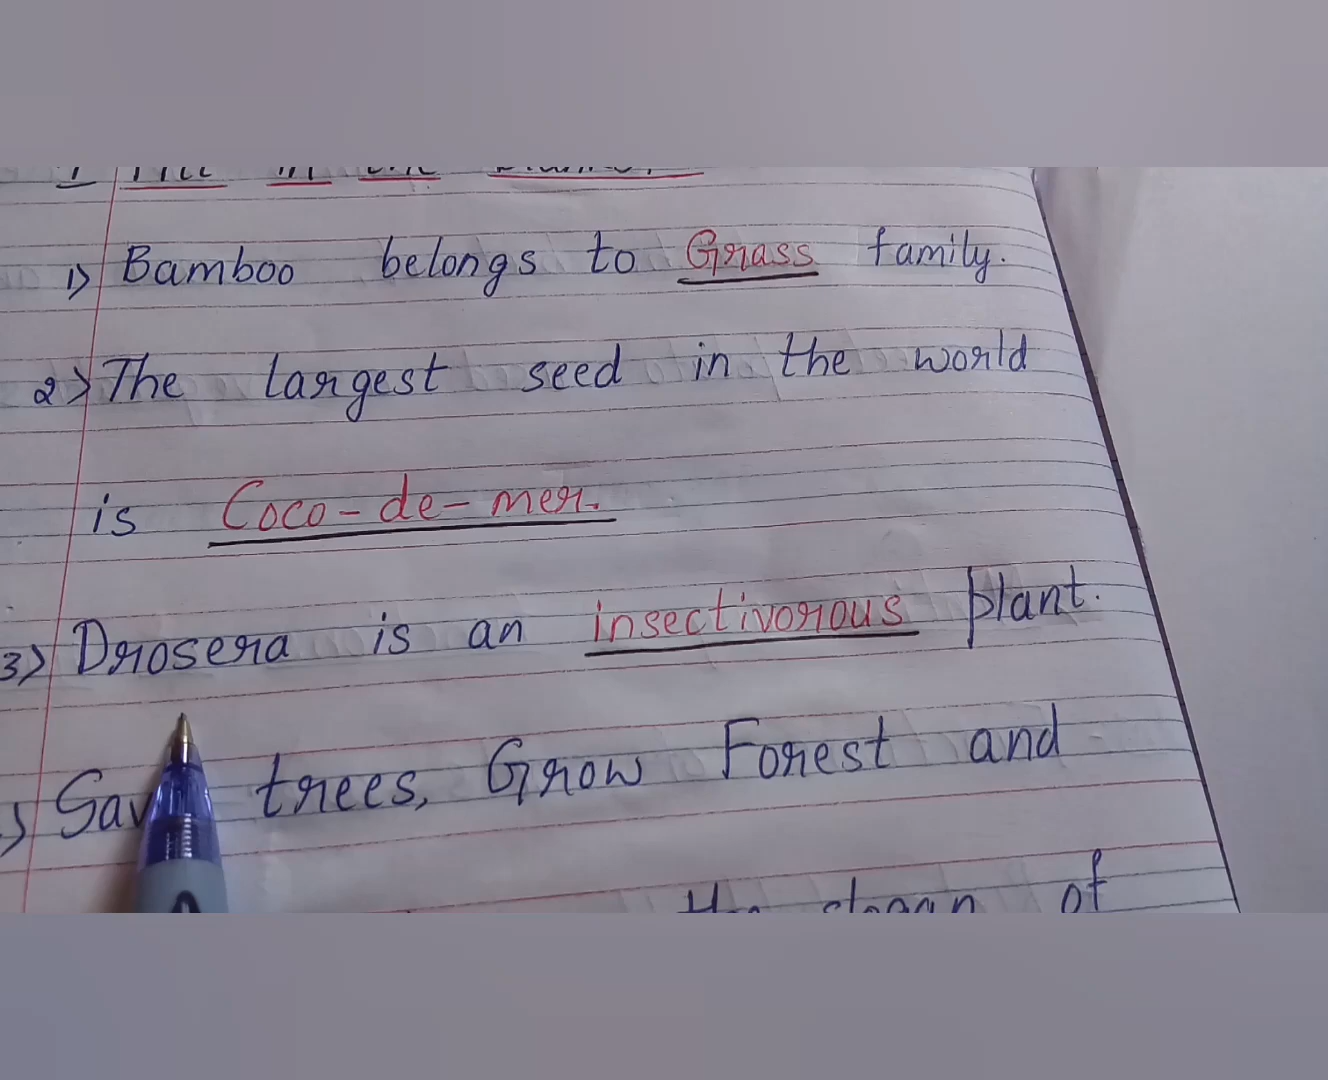 1) Bamboo belongs to Grass family.
2) The largest seed in the world
is Coco-de-mer.
3) Drosera is an insectivorous plant.
trees, Grow Forest and
of